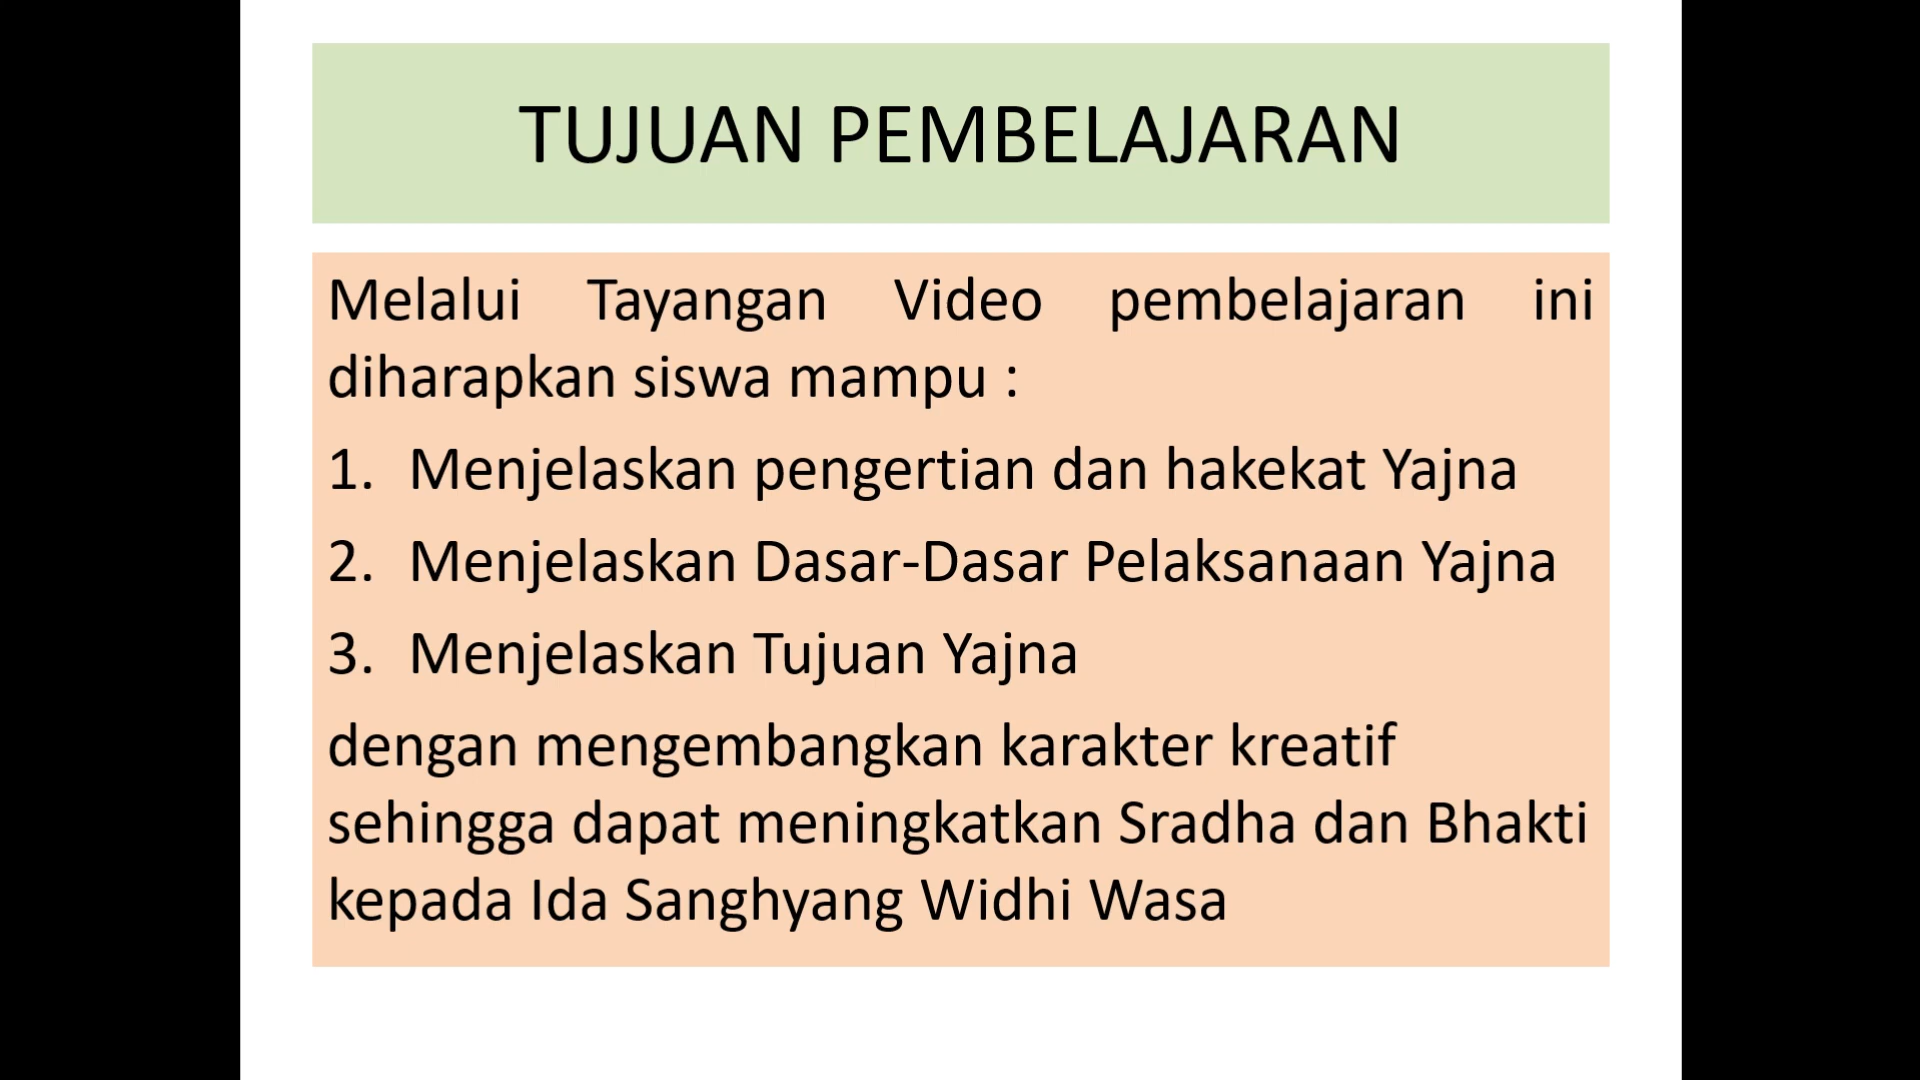 TUJUAN PEMBELAJARAN
Melalui Tayangan Video pembelajaran ini
diharapkan siswa mampu :
1. Menjelaskan pengertian dan hakekat Yajna
2. Menjelaskan Dasar-Dasar Pelaksanaan Yajna
3. Menjelaskan Tujuan Yajna
dengan mengembangkan karakter kreatif
sehingga dapat meningkatkan Sradha dan Bhakti
kepada Ida Sanghyang Widhi Wasa